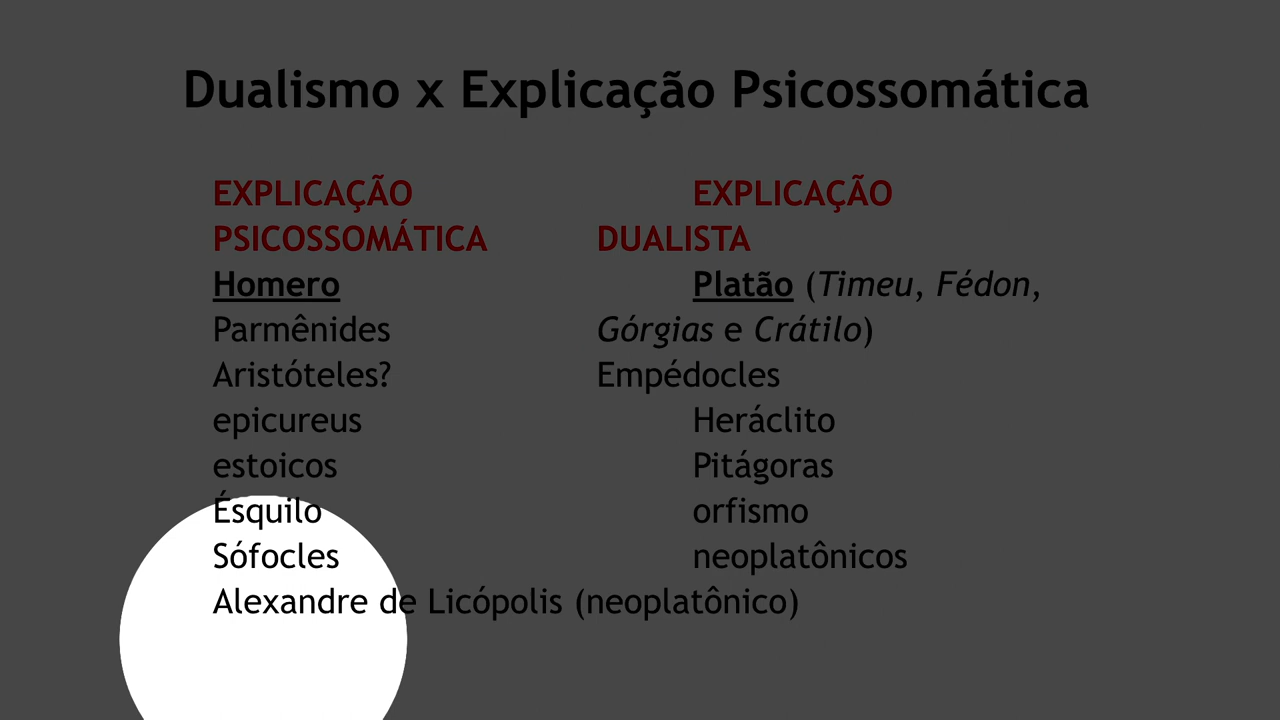 Dualismo x Explicação Psicossomática
EXPLICAÇÃO EXPLICAÇÃO
PSICOSSOMÁTICA DUALISTA
Homero Platão (Timeu, Fédon,
Parmênides Górgias e Crátilo)
Aristóteles? Empédocles
epicureus Heráclito
estoicos Pitágoras
Ésquilo orfismo
Sófocles neoplatônicos
Alexandre de Licópolis (neoplatônico)